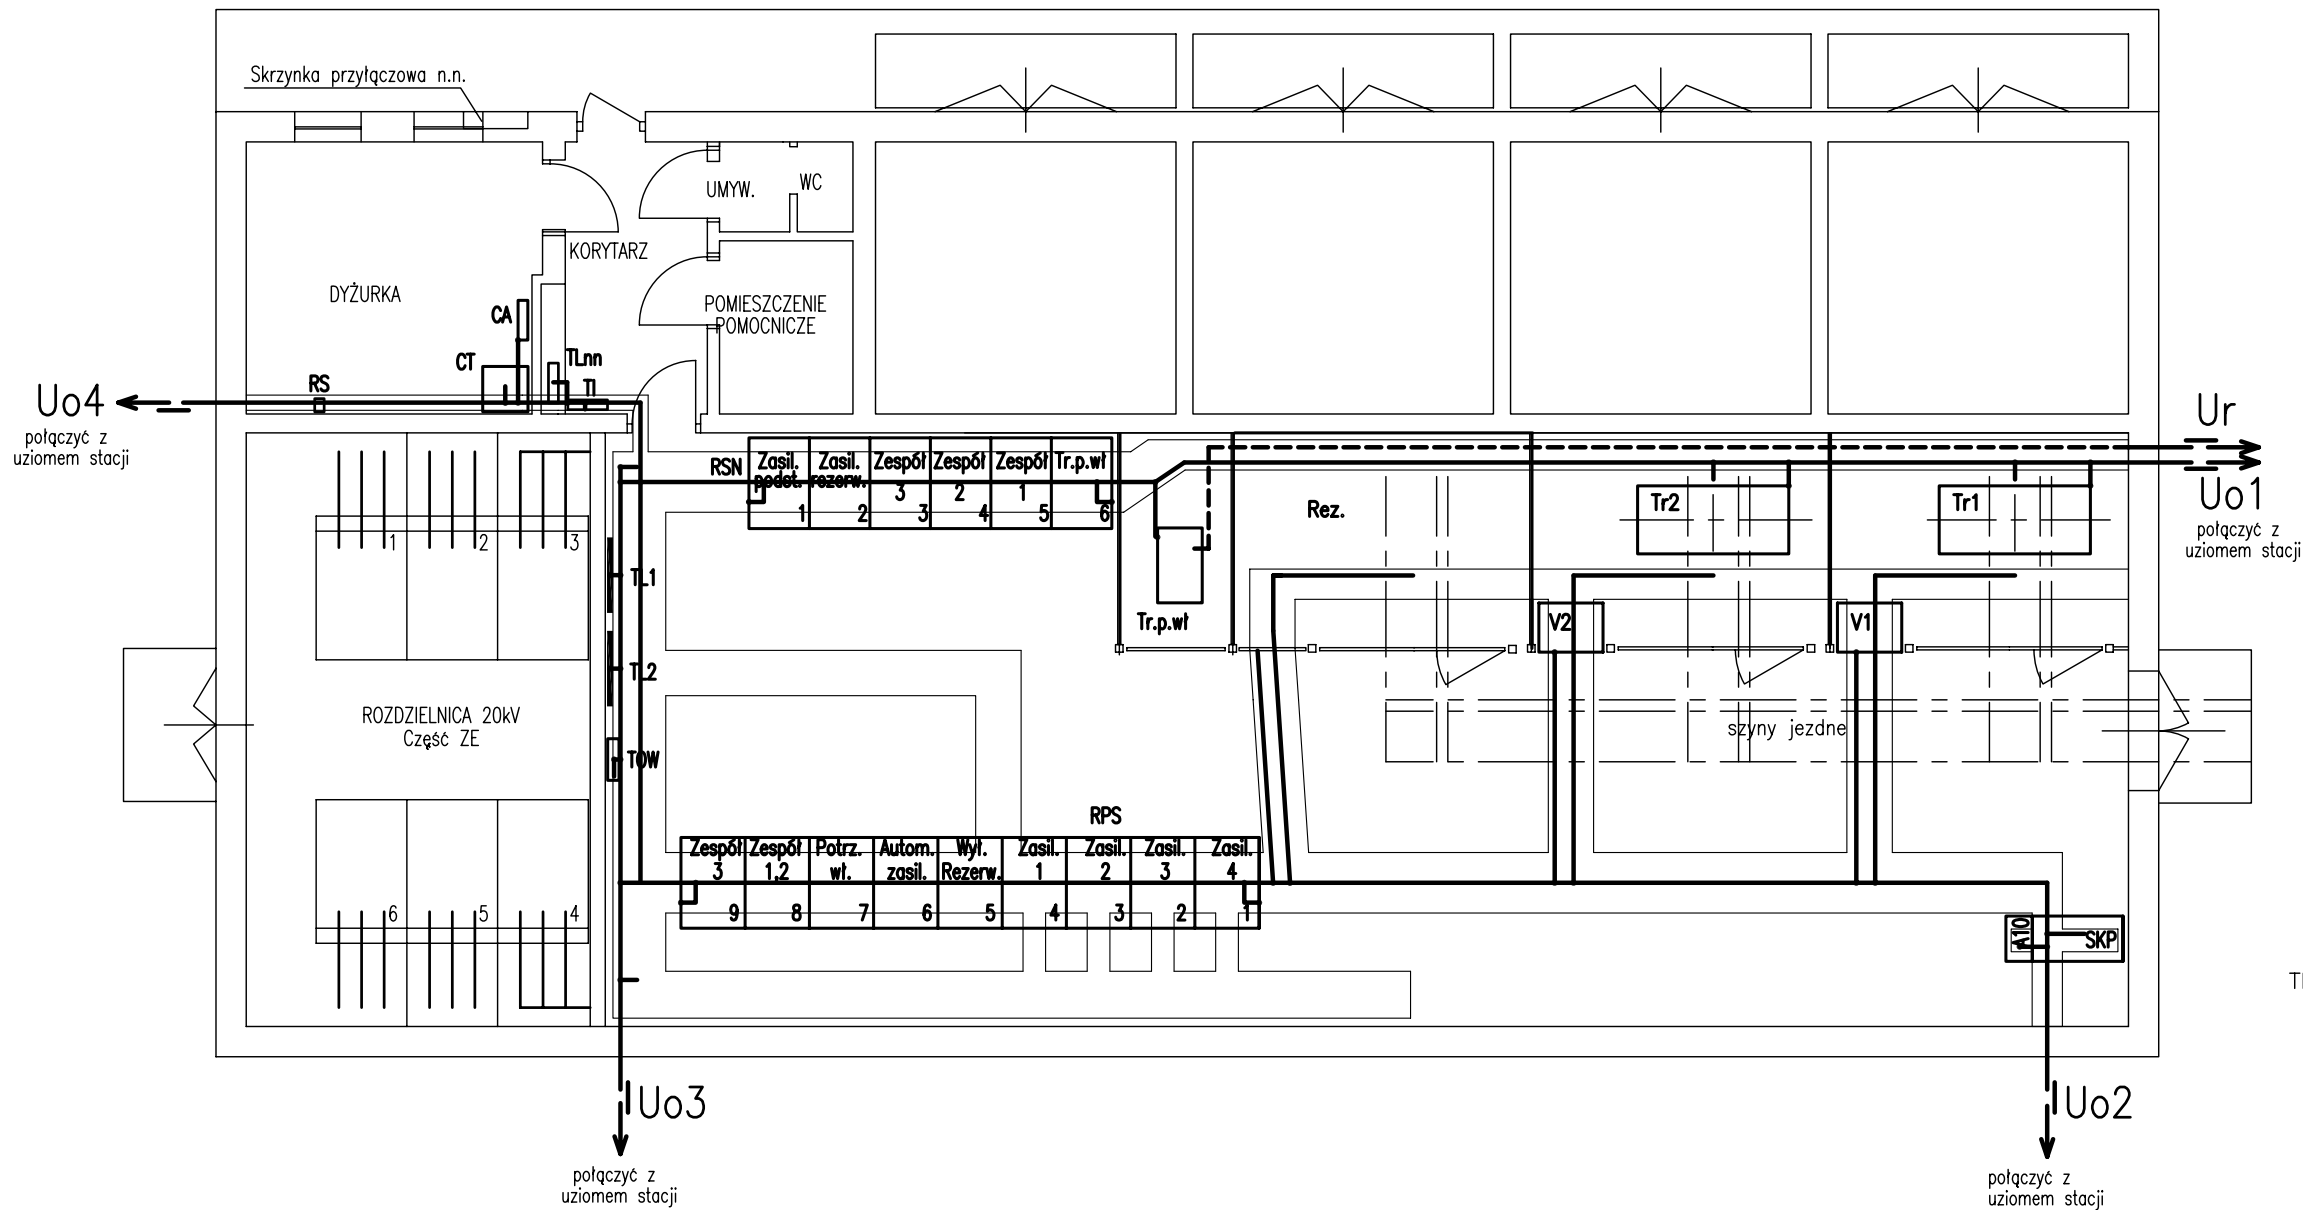 Skrzynka przyłączowa n.n.
UMYW.
WC
KORYTARZ
DYŻURKA
POMIESZCZENIE
POMOCNICZE
CA
CT
TLnn
TI
RS
Uo4
połączyć z
uziomem stacji
Ur
Uo1
połączyć z
uziomem stacji
RSN
Zasil.
podst.
1
Zasil.
rezerw.
2
Zespół
3
3
Zespół
2
4
Zespół
1
5
Tr.p.wł
6
Rez.
Tr2
Tr1
1
2
3
TL1
TL2
TOW
Tr.p.wł
V2
V1
ROZDZIELNICA 20kV
Część ZE
szyny jezdne
RPS
Zespół
3
9
Zespół
1,2
8
Potrz.
wł.
7
Autom.
zasil.
6
Wył.
Rezerw.
5
Zasil.
1
4
Zasil.
2
3
Zasil.
3
2
Zasil.
4
1
6
5
4
A10
SKP
Uo3
połączyć z
uziomem stacji
Uo2
połączyć z
uziomem stacji